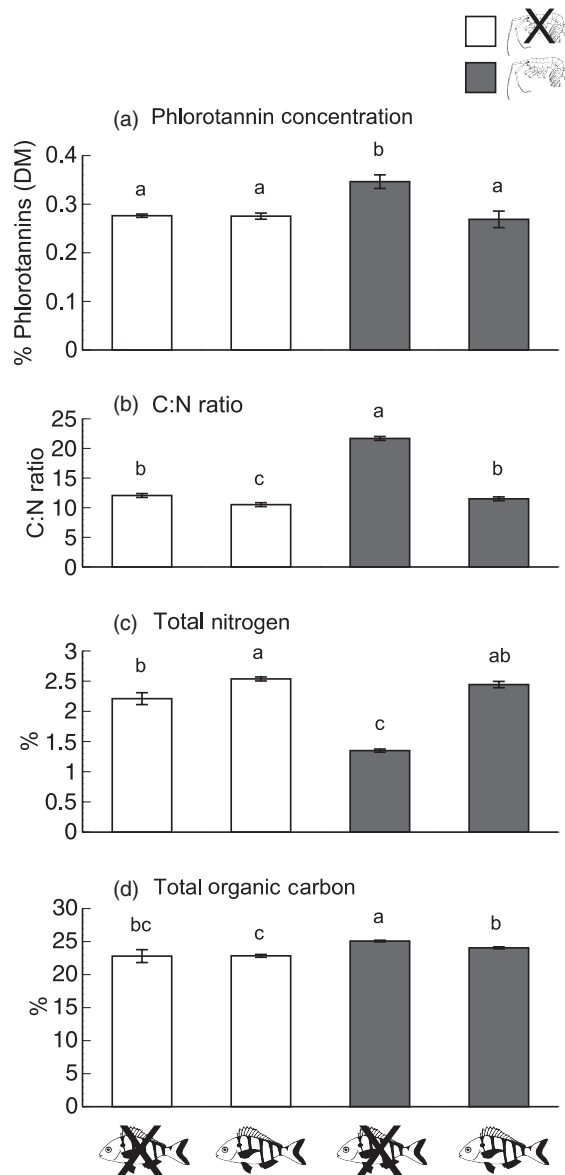 (a) Phlorotannin concentration
% Phlorotannins (DM)
0.4
0.3
0.2
0.1
0
a
a
b
a
(b) C:N ratio
C:N ratio
25
20
15
10
5
0
b
c
a
b
(c) Total nitrogen
%
3
2.5
2
1.5
1
0.5
0
b
a
c
ab
(d) Total organic carbon
%
30
25
20
15
10
5
0
bc
c
a
b